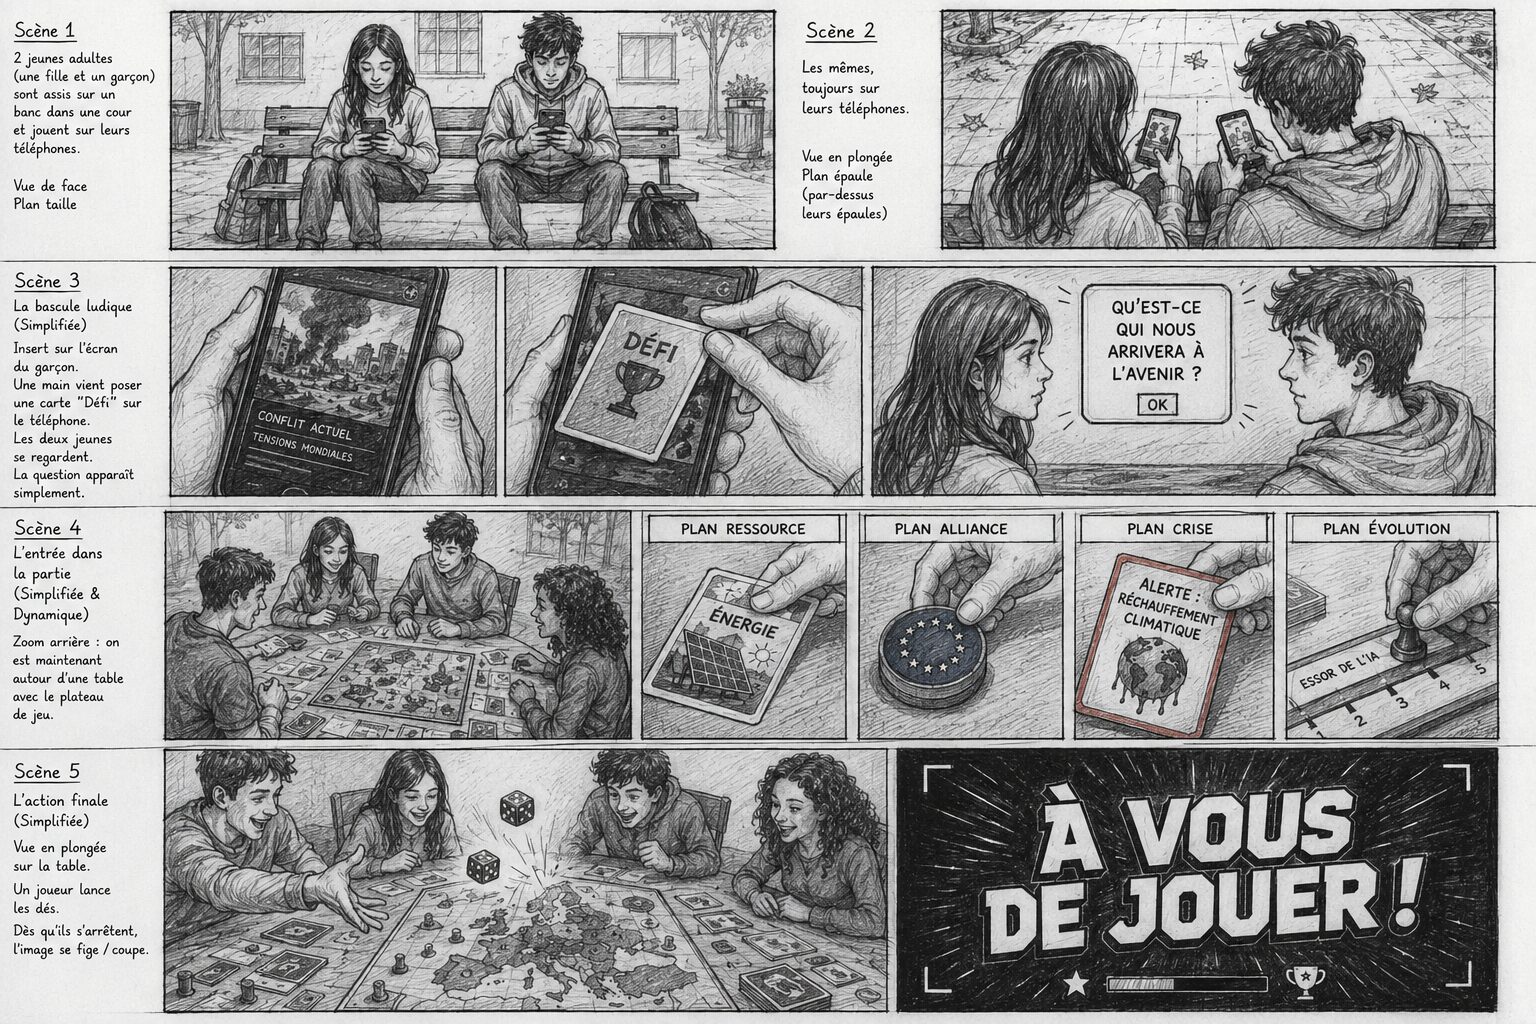 Scène 1
2 jeunes adultes
(une fille et un garçon)
sont assis sur un
banc dans une cour
et jouent sur leurs
téléphones.
Vue de face
Plan taille
Scène 2
Les mêmes,
toujours sur
leurs téléphones.
Vue en plongée
Plan épaule
(par-dessus
leurs épaules)
Scène 3
La bascule ludique
(Simplifiée)
Insert sur l'écran
du garçon.
Une main vient poser
une carte "Défi" sur
le téléphone.
Les deux jeunes
se regardent.
La question apparaît
simplement.
CONFLIT ACTUEL
TENSIONS MONDIALES
DÉFI
QU'EST-CE
QUI NOUS
ARRIVERA À
L'AVENIR ?
OK
Scène 4
L'entrée dans
la partie
(Simplifiée &
Dynamique)
Zoom arrière : on
est maintenant
autour d'une table
avec le plateau
de jeu.
PLAN RESSOURCE
ÉNERGIE
PLAN ALLIANCE
PLAN CRISE
ALERTE :
RÉCHAUFFEMENT
CLIMATIQUE
PLAN ÉVOLUTION
ESSOR DE L'IA
1 2 3 4 5
Scène 5
L'action finale
(Simplifiée)
Vue en plongée
sur la table.
Un joueur lance
les dés.
Dès qu'ils s'arrêtent,
l'image se fige / coupe.
À VOUS
DE JOUER !